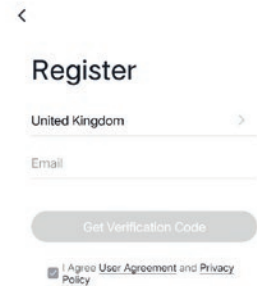 Register
United Kingdom
Email
Get Verification Code
I Agree User Agreement and Privacy
Policy